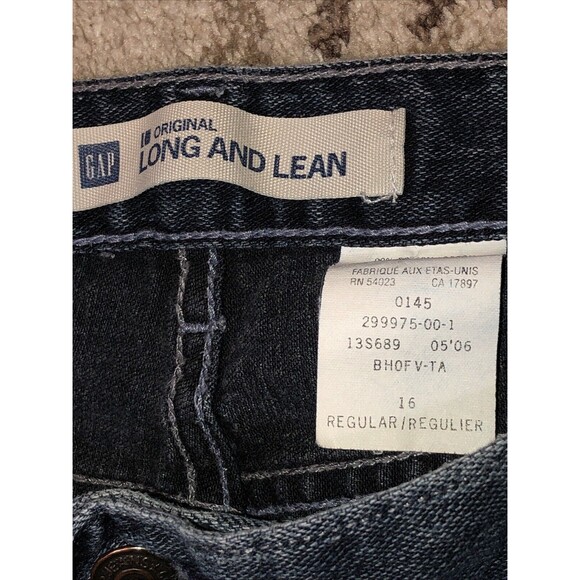 GAP
ORIGINAL
LONG AND LEAN
FABRIQUE AUX ETAS-UNIS
RN 54023 CA 17897
0145
299975-00-1
13S689 05'06
BH0FV-TA
16
REGULAR/REGULIER